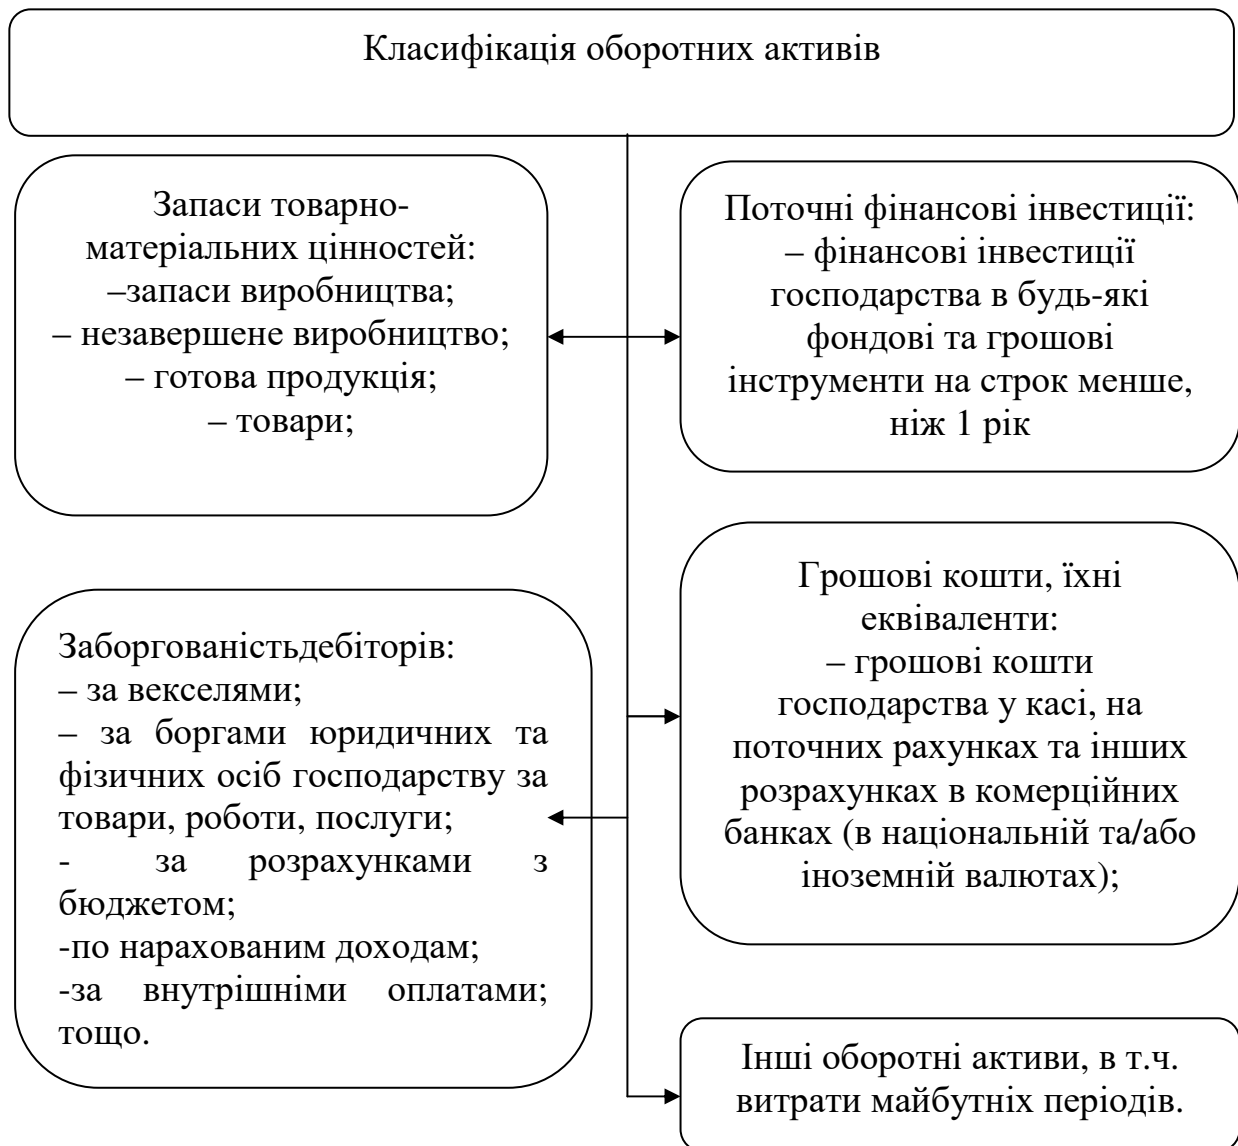 Класифікація оборотних активів
Запаси товарно-
матеріальних цінностей:
–запаси виробництва;
– незавершене виробництво;
– готова продукція;
– товари;
Поточні фінансові інвестиції:
– фінансові інвестиції
господарства в будь-які
фондові та грошові
інструменти на строк менше,
ніж 1 рік
Заборгованістьдебіторів:
– за векселями;
– за боргами юридичних та
фізичних осіб господарству за
товари, роботи, послуги;
- за розрахунками з
бюджетом;
-по нарахованим доходам;
-за внутрішніми оплатами;
тощо.
Грошові кошти, їхні
еквіваленти:
– грошові кошти
господарства у касі, на
поточних рахунках та інших
розрахунках в комерційних
банках (в національній та/або
іноземній валютах);
Інші оборотні активи, в т.ч.
витрати майбутніх періодів.